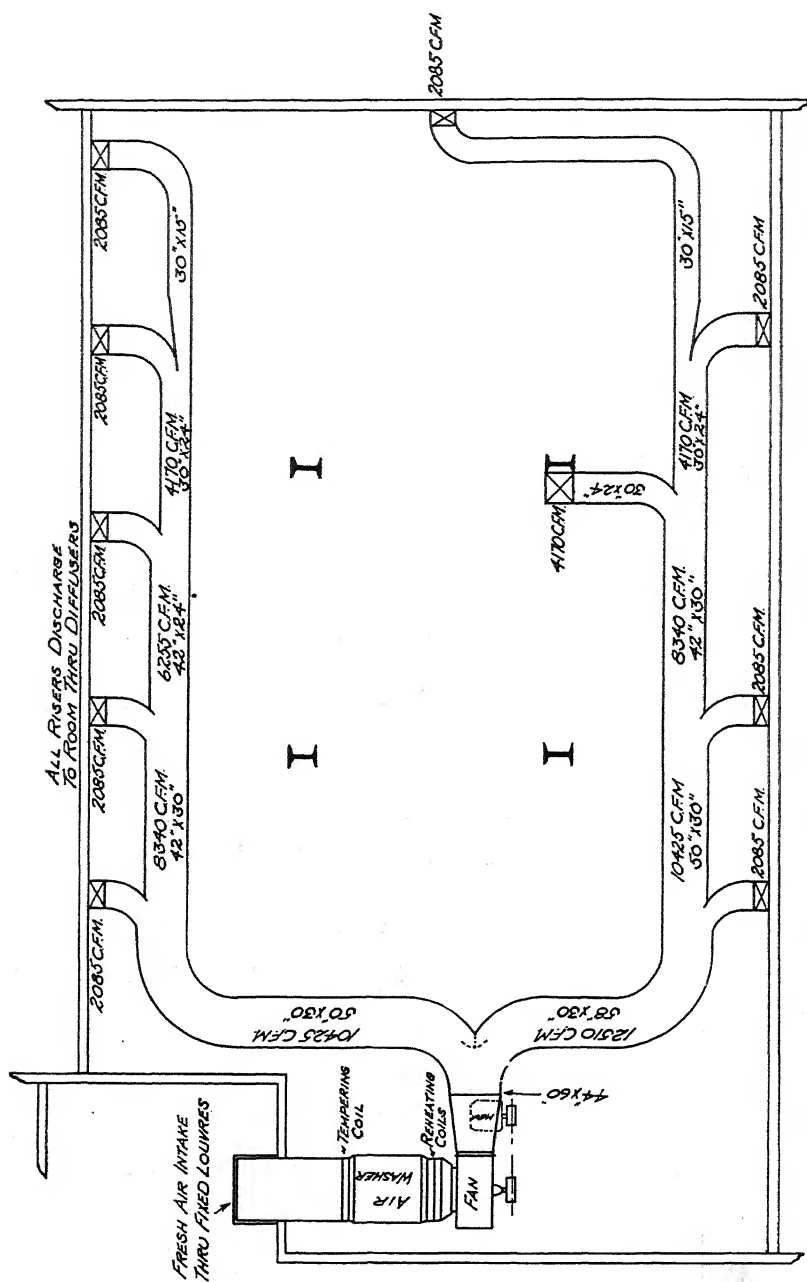 ALL RISERS DISCHARGE
TO ROOM THRU DIFFUSERS
2085 C.F.M.
2085 C.F.M.
2085 C.F.M.
2085 C.F.M.
2085 C.F.M.
8340 C.F.M.
42"X30"
6255 C.F.M.
42"X24"
4170 C.F.M.
30"X24"
30"X15"
2085 CFM
FRESH AIR INTAKE
THRU FIXED LOUVRES
TEMPERING
COIL
AIR
WASHER
REHEATING
COILS
FAN
44"X60"
10425 C.F.M.
50"X30"
12510 CFM
58"X30"
4170 C.F.M.
30"X24"
10425 C.F.M
50"X30"
8340 C.F.M.
42"X30"
4170 C.F.M.
30"X24"
30"X15"
2085 C.F.M.
2085 C.F.M.
2085 C.F.M